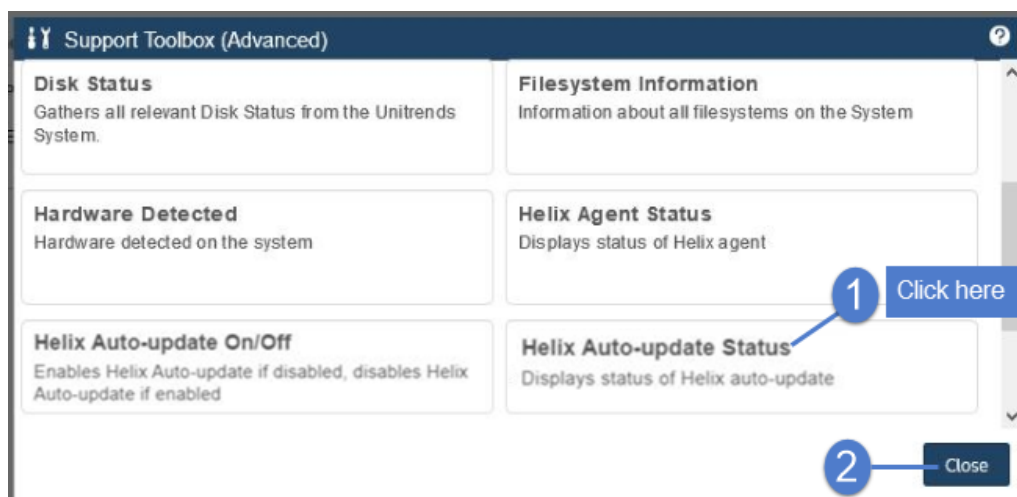 Support Toolbox (Advanced)
?
Disk Status
Gathers all relevant Disk Status from the Unitrends
System.
Filesystem Information
Information about all filesystems on the System
Hardware Detected
Hardware detected on the system
Helix Agent Status
Displays status of Helix agent
1
Click here
Helix Auto-update On/Off
Enables Helix Auto-update if disabled, disables Helix
Auto-update if enabled
Helix Auto-update Status
Displays status of Helix auto-update
2
Close